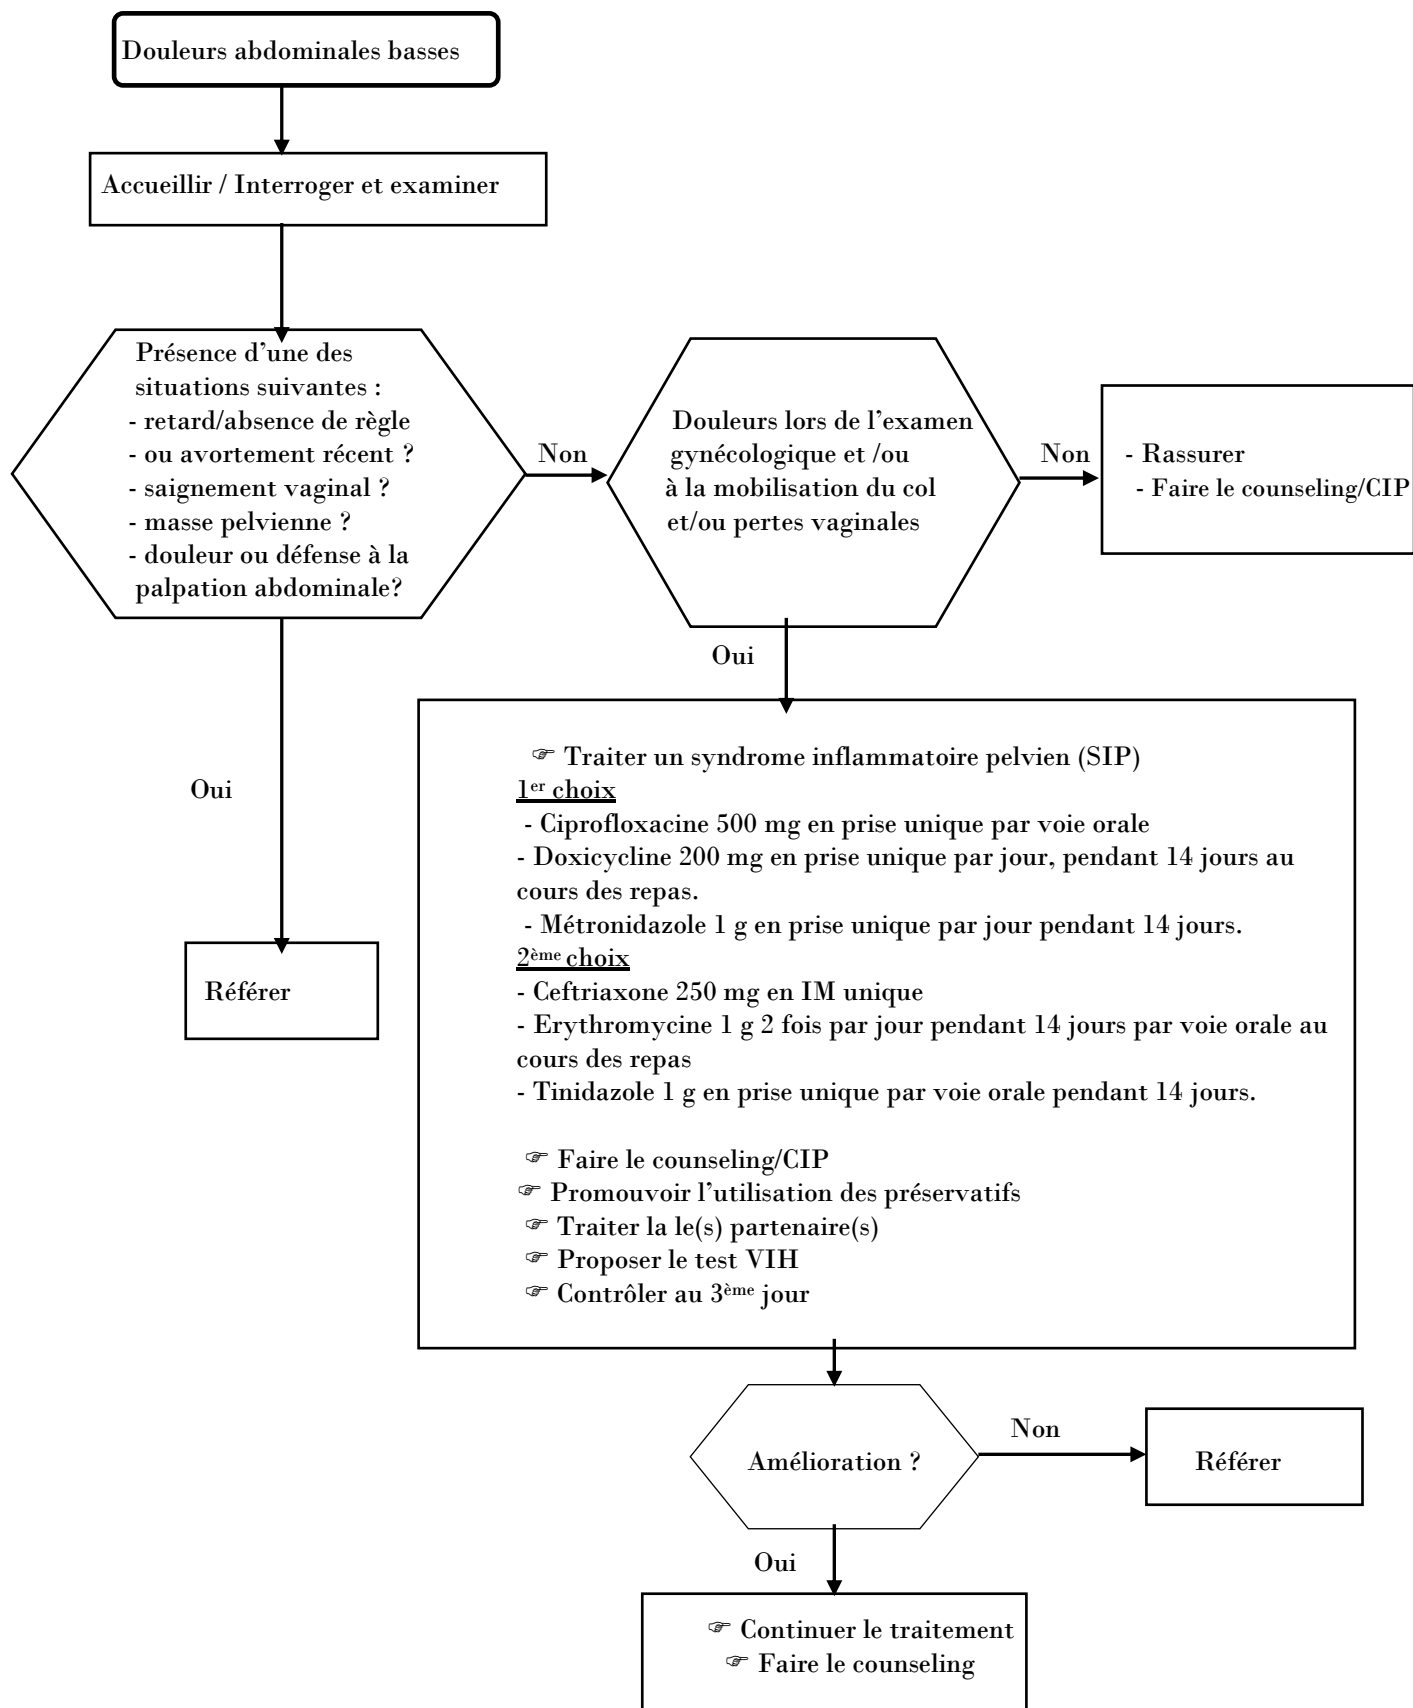 Douleurs abdominales basses
Accueillir / Interroger et examiner
Présence d’une des
situations suivantes :
- retard/absence de règle
- ou avortement récent ?
- saignement vaginal ?
- masse pelvienne ?
- douleur ou défense à la
palpation abdominale?
Non
Douleurs lors de l’examen
gynécologique et /ou
à la mobilisation du col
et/ou pertes vaginales
Non
- Rassurer
- Faire le counseling/CIP
Oui
Oui
Référer
☞ Traiter un syndrome inflammatoire pelvien (SIP)
1er choix
- Ciprofloxacine 500 mg en prise unique par voie orale
- Doxicycline 200 mg en prise unique par jour, pendant 14 jours au
cours des repas.
- Métronidazole 1 g en prise unique par jour pendant 14 jours.
2ème choix
- Ceftriaxone 250 mg en IM unique
- Erythromycine 1 g 2 fois par jour pendant 14 jours par voie orale au
cours des repas
- Tinidazole 1 g en prise unique par voie orale pendant 14 jours.
☞ Faire le counseling/CIP
☞ Promouvoir l’utilisation des préservatifs
☞ Traiter la le(s) partenaire(s)
☞ Proposer le test VIH
☞ Contrôler au 3ème jour
Amélioration ?
Non
Référer
Oui
☞ Continuer le traitement
☞ Faire le counseling